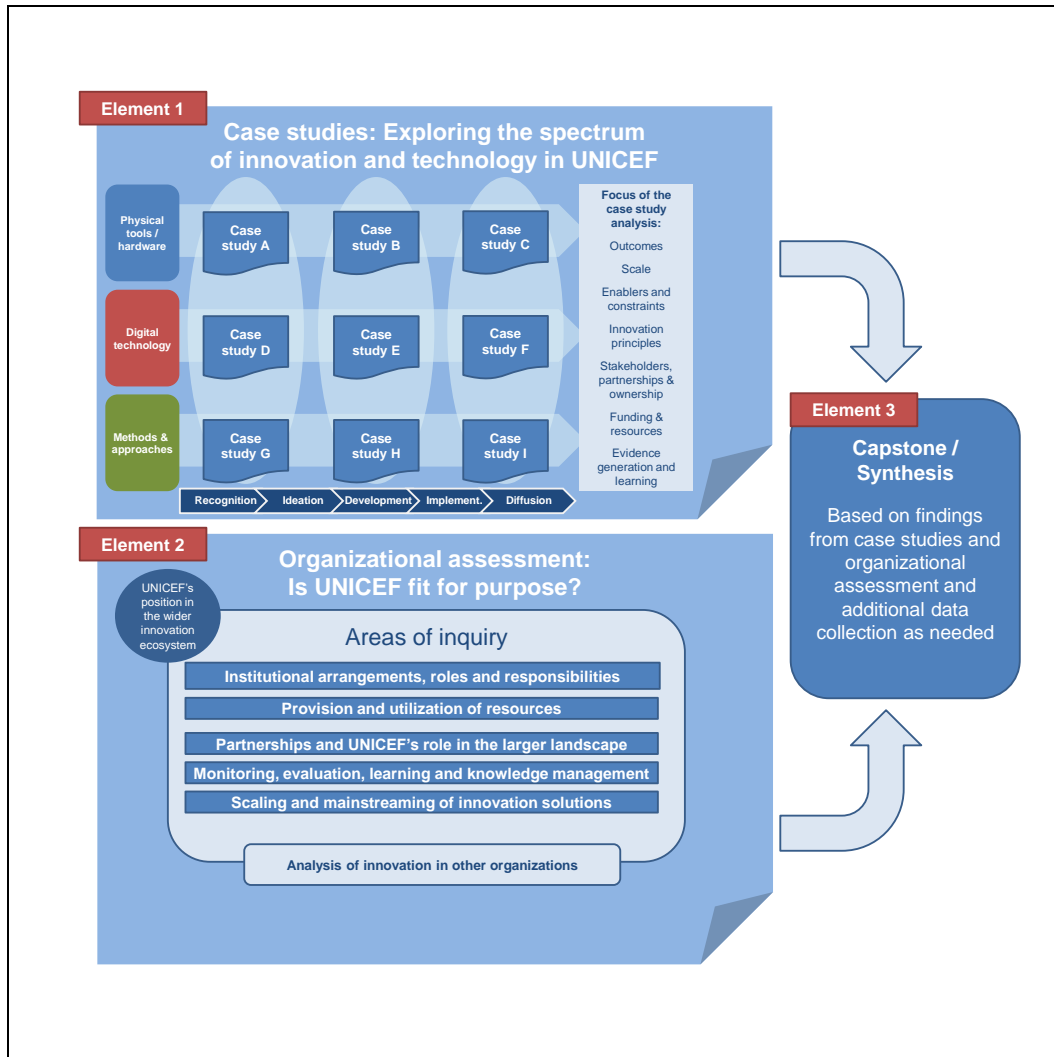 Element 1
Case studies: Exploring the spectrum
of innovation and technology in UNICEF
Physical
tools /
hardware
Case
study A
Case
study B
Case
study C
Digital
technology
Case
study D
Case
study E
Case
study F
Methods &
approaches
Case
study G
Case
study H
Case
study I
Recognition
Ideation
Development
Implement.
Diffusion
Focus of the
case study
analysis:
Outcomes
Scale
Enablers and
constraints
Innovation
principles
Stakeholders,
partnerships &
ownership
Funding &
resources
Evidence
generation and
learning
Element 2
Organizational assessment:
Is UNICEF fit for purpose?
UNICEF's
position in
the wider
innovation
ecosystem
Areas of inquiry
Institutional arrangements, roles and responsibilities
Provision and utilization of resources
Partnerships and UNICEF's role in the larger landscape
Monitoring, evaluation, learning and knowledge management
Scaling and mainstreaming of innovation solutions
Analysis of innovation in other organizations
Element 3
Capstone /
Synthesis
Based on findings
from case studies and
organizational
assessment and
additional data
collection as needed